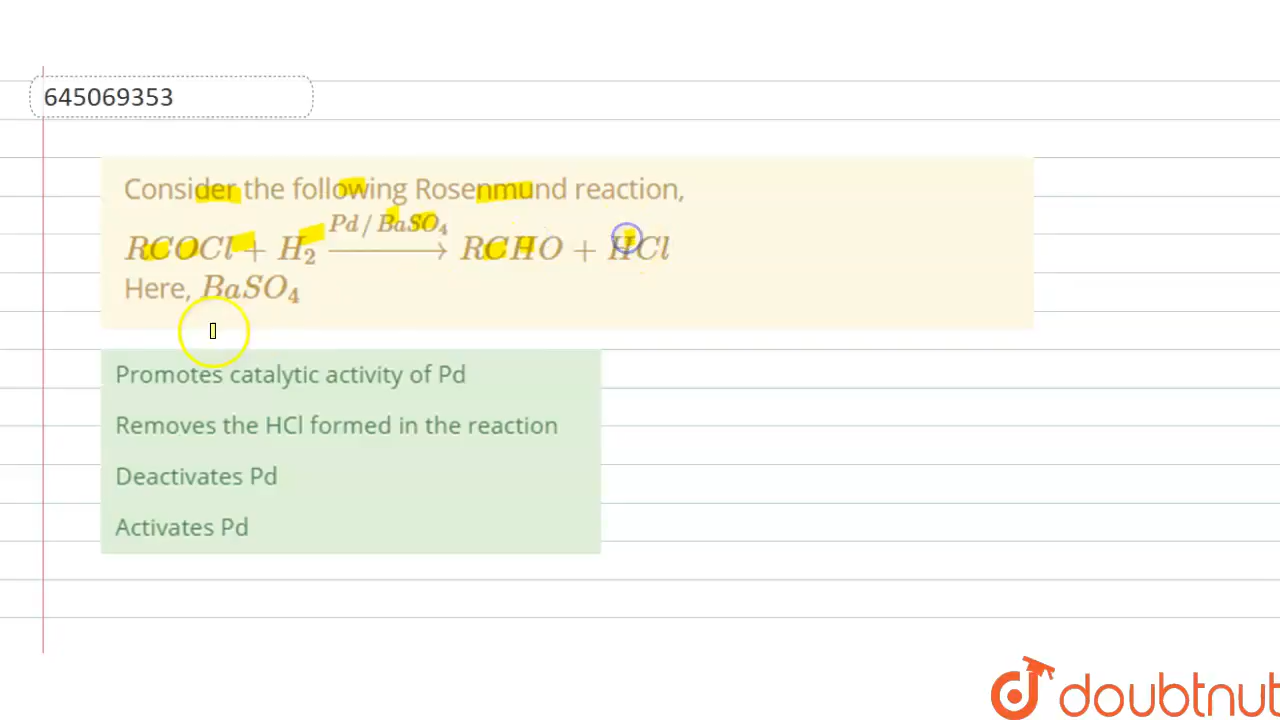 645069353
Consider the following Rosenmund reaction,
RCOCl + H₂ —Pd / BaSO₄→ RCHO + HCl
Here, BaSO₄
Promotes catalytic activity of Pd
Removes the HCl formed in the reaction
Deactivates Pd
Activates Pd
doubtnut